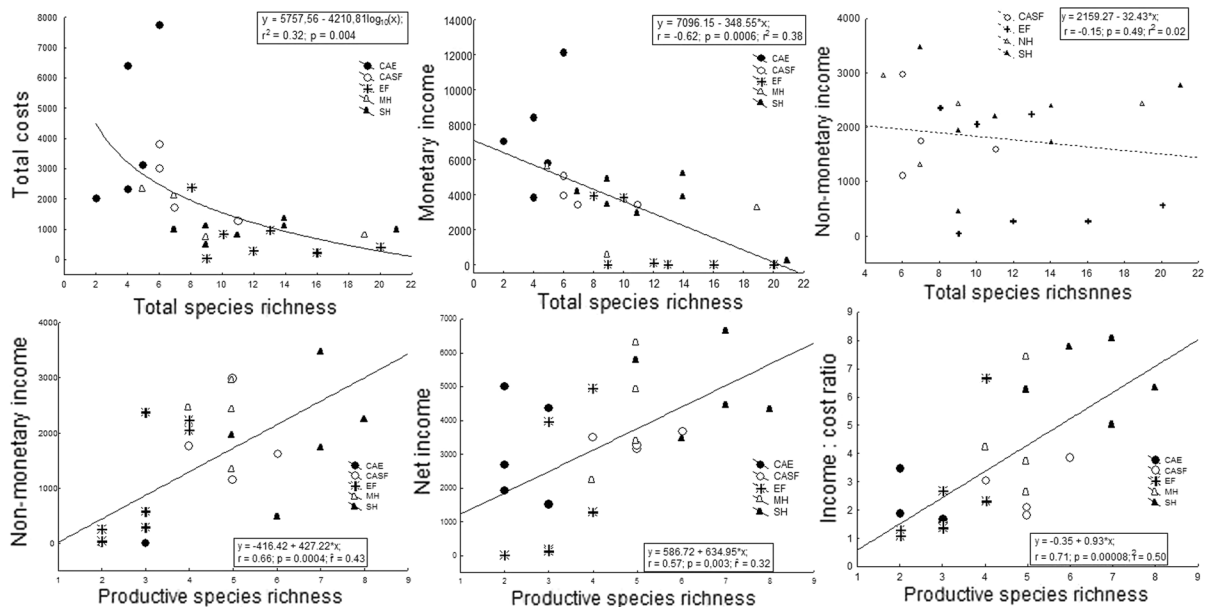 y = 5757,56 - 4210,81log10(x);
r² = 0.32; p = 0.004
CAE
CASF
EF
MH
SH
Total costs
8000
7000
6000
5000
4000
3000
2000
1000
0
0 2 4 6 8 10 12 14 16 18 20 22
Total species richness
y = 7096.15 - 348.55*x;
r = -0.62; p = 0.0006; r² = 0.38
CAE
CASF
EF
MH
SH
Monetary income
14000
12000
10000
8000
6000
4000
2000
0
0 2 4 6 8 10 12 14 16 18 20 22
Total species richness
y = 2159.27 - 32.43*x;
r = -0.15; p = 0.49; r² = 0.02
CASF
EF
NH
SH
Non-monetary income
4000
3000
2000
1000
0
4 6 8 10 12 14 16 18 20 22
Total species richsnnes
Non-monetary income
4000
3000
2000
1000
0
CAE
CASF
EF
MH
SH
y = -416.42 + 427.22*x;
r = 0.66; p = 0.0004; r² = 0.43
1 2 3 4 5 6 7 8 9
Productive species richness
Net income
7000
6000
5000
4000
3000
2000
1000
0
CAE
CASF
EF
MH
SH
y = 586.72 + 634.95*x;
r = 0.57; p = 0,003; r² = 0.32
1 2 3 4 5 6 7 8 9
Productive species richness
Income : cost ratio
9
8
7
6
5
4
3
2
1
0
CAE
CASF
EF
MH
SH
y = -0.35 + 0.93*x;
r = 0.71; p = 0.00008; r² = 0.50
1 2 3 4 5 6 7 8 9
Productive species richness